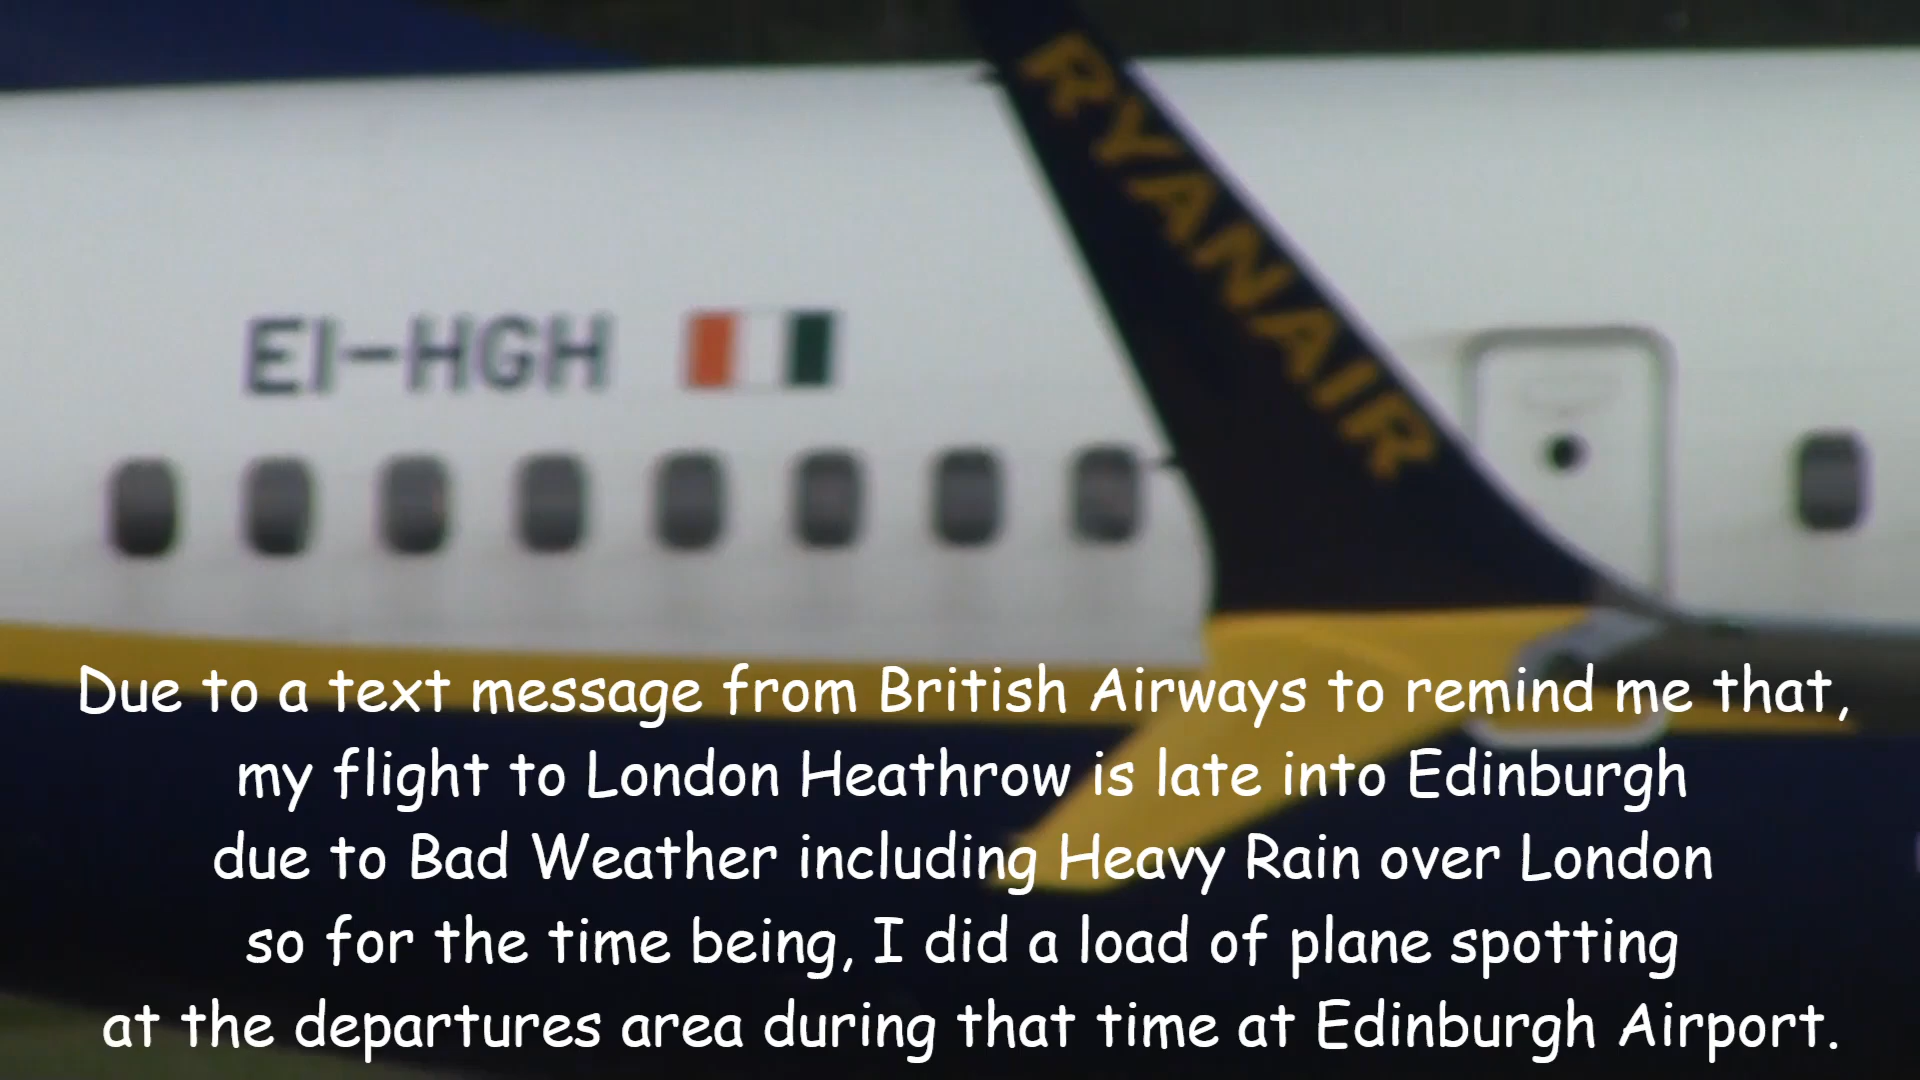 RYANAIR
EI-HGH
Due to a text message from British Airways to remind me that,
my flight to London Heathrow is late into Edinburgh
due to Bad Weather including Heavy Rain over London
so for the time being, I did a load of plane spotting
at the departures area during that time at Edinburgh Airport.